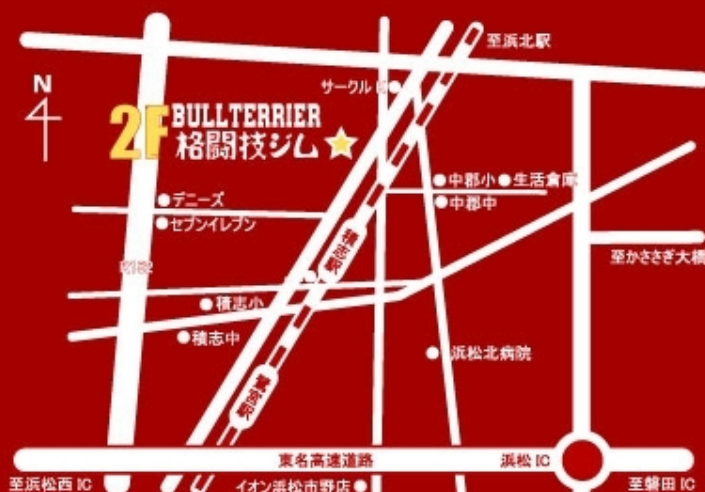 至浜北駅
N
サークルK
2F BULLTERRIER
格闘技ジム
中郡小 生活倉庫
中郡中
デニーズ
セブンイレブン
積志駅
至かささぎ大橋
R152
積志小
積志中
浜松北病院
鷺宮駅
東名高速道路
浜松IC
至浜松西IC
イオン浜松市野店
至磐田IC